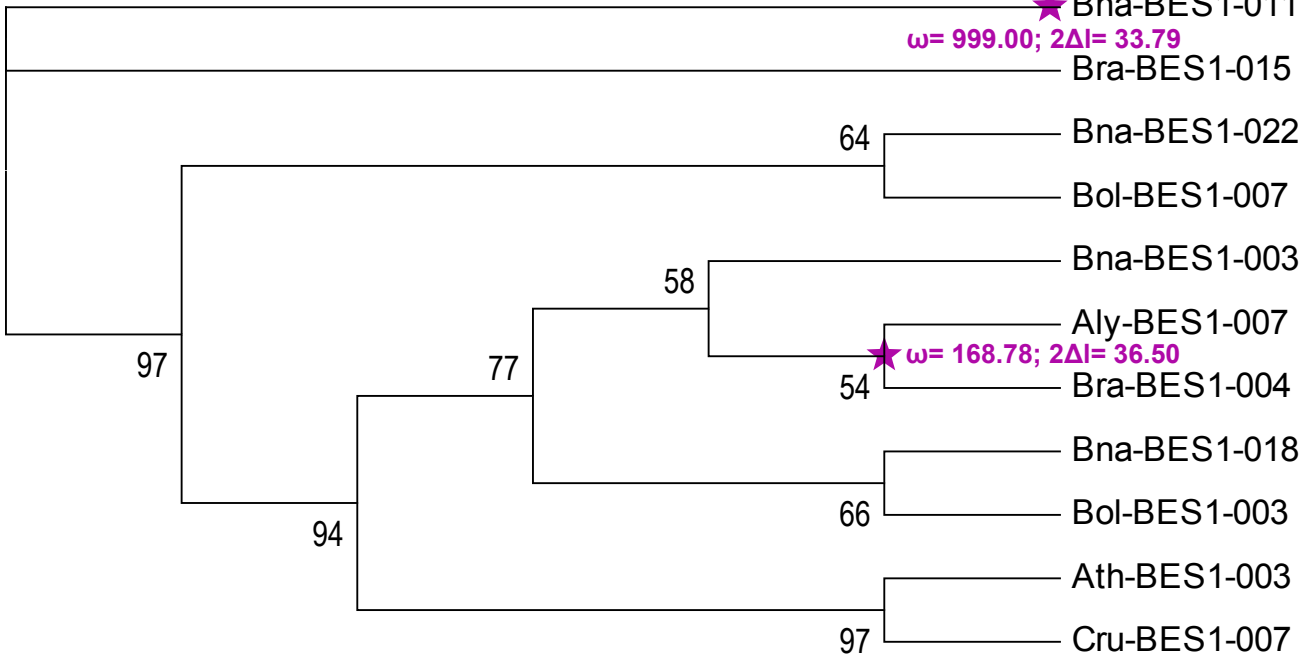 Bna-BES1-011
ω= 999.00; 2Δl= 33.79
Bra-BES1-015
64
Bna-BES1-022
Bol-BES1-007
Bna-BES1-003
58
Aly-BES1-007
ω= 168.78; 2Δl= 36.50
97
77
54
Bra-BES1-004
Bna-BES1-018
66
Bol-BES1-003
94
Ath-BES1-003
97
Cru-BES1-007